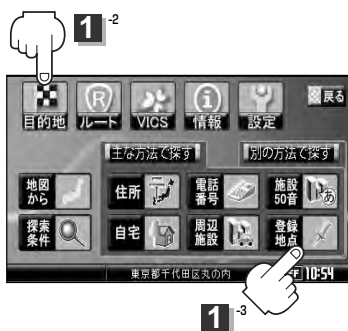 1 -2
戻る
目的地 ルート VICS 情報 設定
主な方法で探す 別の方法で探す
地図から 住所 電話番号 施設50音
探索条件 自宅 周辺施設 登録地点
東京都千代田区丸の内 FF 10:54
1 -3